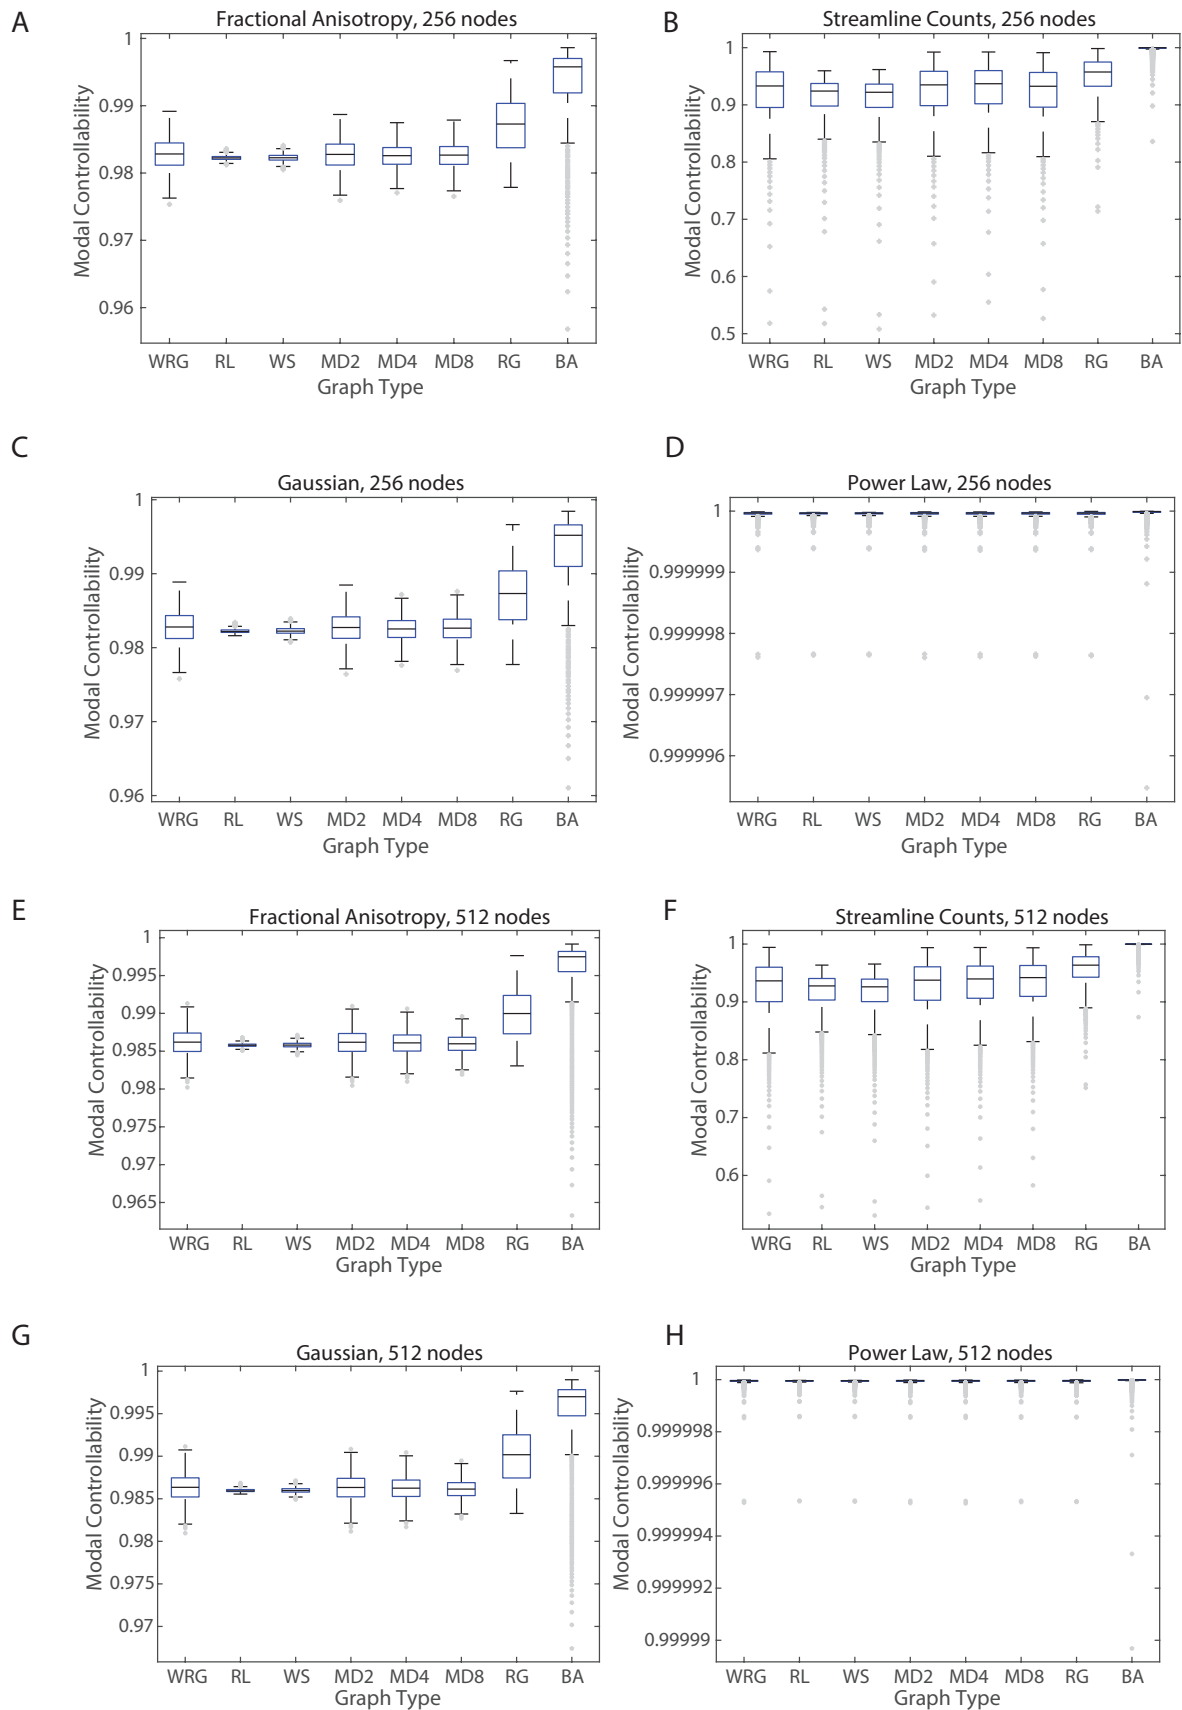 A
Fractional Anisotropy, 256 nodes
1
0.99
0.98
0.97
0.96
Modal Controllability
WRG RL WS MD2 MD4 MD8 RG BA
Graph Type
B
Streamline Counts, 256 nodes
1
0.9
0.8
0.7
0.6
0.5
Modal Controllability
WRG RL WS MD2 MD4 MD8 RG BA
Graph Type
C
Gaussian, 256 nodes
1
0.99
0.98
0.97
0.96
Modal Controllability
WRG RL WS MD2 MD4 MD8 RG BA
Graph Type
D
Power Law, 256 nodes
1
0.999999
0.999998
0.999997
0.999996
Modal Controllability
WRG RL WS MD2 MD4 MD8 RG BA
Graph Type
E
Fractional Anisotropy, 512 nodes
1
0.995
0.99
0.985
0.98
0.975
0.97
0.965
Modal Controllability
WRG RL WS MD2 MD4 MD8 RG BA
Graph Type
F
Streamline Counts, 512 nodes
1
0.9
0.8
0.7
0.6
Modal Controllability
WRG RL WS MD2 MD4 MD8 RG BA
Graph Type
G
Gaussian, 512 nodes
1
0.995
0.99
0.985
0.98
0.975
0.97
Modal Controllability
WRG RL WS MD2 MD4 MD8 RG BA
Graph Type
H
Power Law, 512 nodes
1
0.999998
0.999996
0.999994
0.999992
0.99999
Modal Controllability
WRG RL WS MD2 MD4 MD8 RG BA
Graph Type